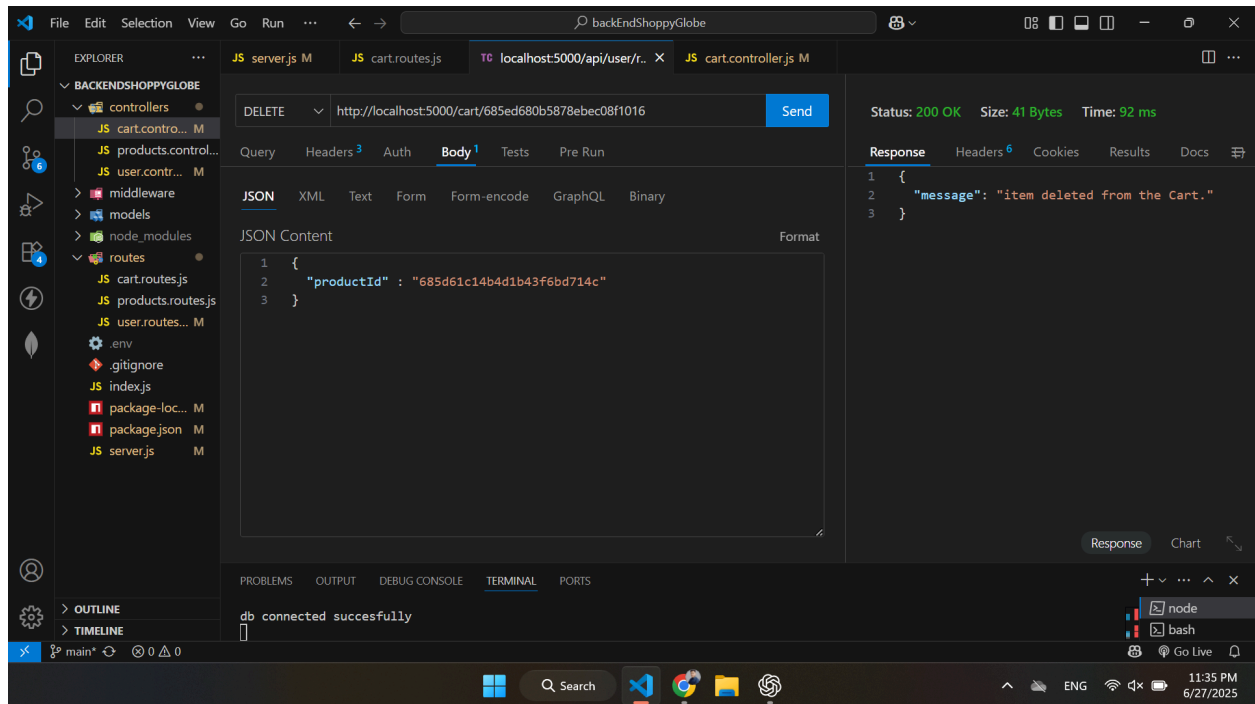 File Edit Selection View Go Run ··· backEndShoppyGlobe
EXPLORER ···
BACKENDSHOPPYGLOBE
controllers
JS cart.contro... M
JS products.control...
JS user.contr... M
middleware
models
node_modules
routes
JS cart.routes.js
JS products.routes.js
JS user.routes... M
.env
.gitignore
JS index.js
package-loc... M
package.json M
JS server.js M
OUTLINE
TIMELINE
6
4
JS server.js M JS cart.routes.js TC localhost:5000/api/user/r.. JS cart.controller.js M ···
DELETE http://localhost:5000/cart/685ed680b5878ebec08f1016 Send
Query Headers 3 Auth Body 1 Tests Pre Run
JSON XML Text Form Form-encode GraphQL Binary
JSON Content Format
1 {
2 "productId" : "685d61c14b4d1b43f6bd714c"
3 }
Status: 200 OK Size: 41 Bytes Time: 92 ms
Response Headers 6 Cookies Results Docs
1 {
2 "message": "item deleted from the Cart."
3 }
Response Chart
PROBLEMS OUTPUT DEBUG CONSOLE TERMINAL PORTS
db connected succesfully
node
bash
main* 0 0 Go Live
Search ENG 11:35 PM
6/27/2025